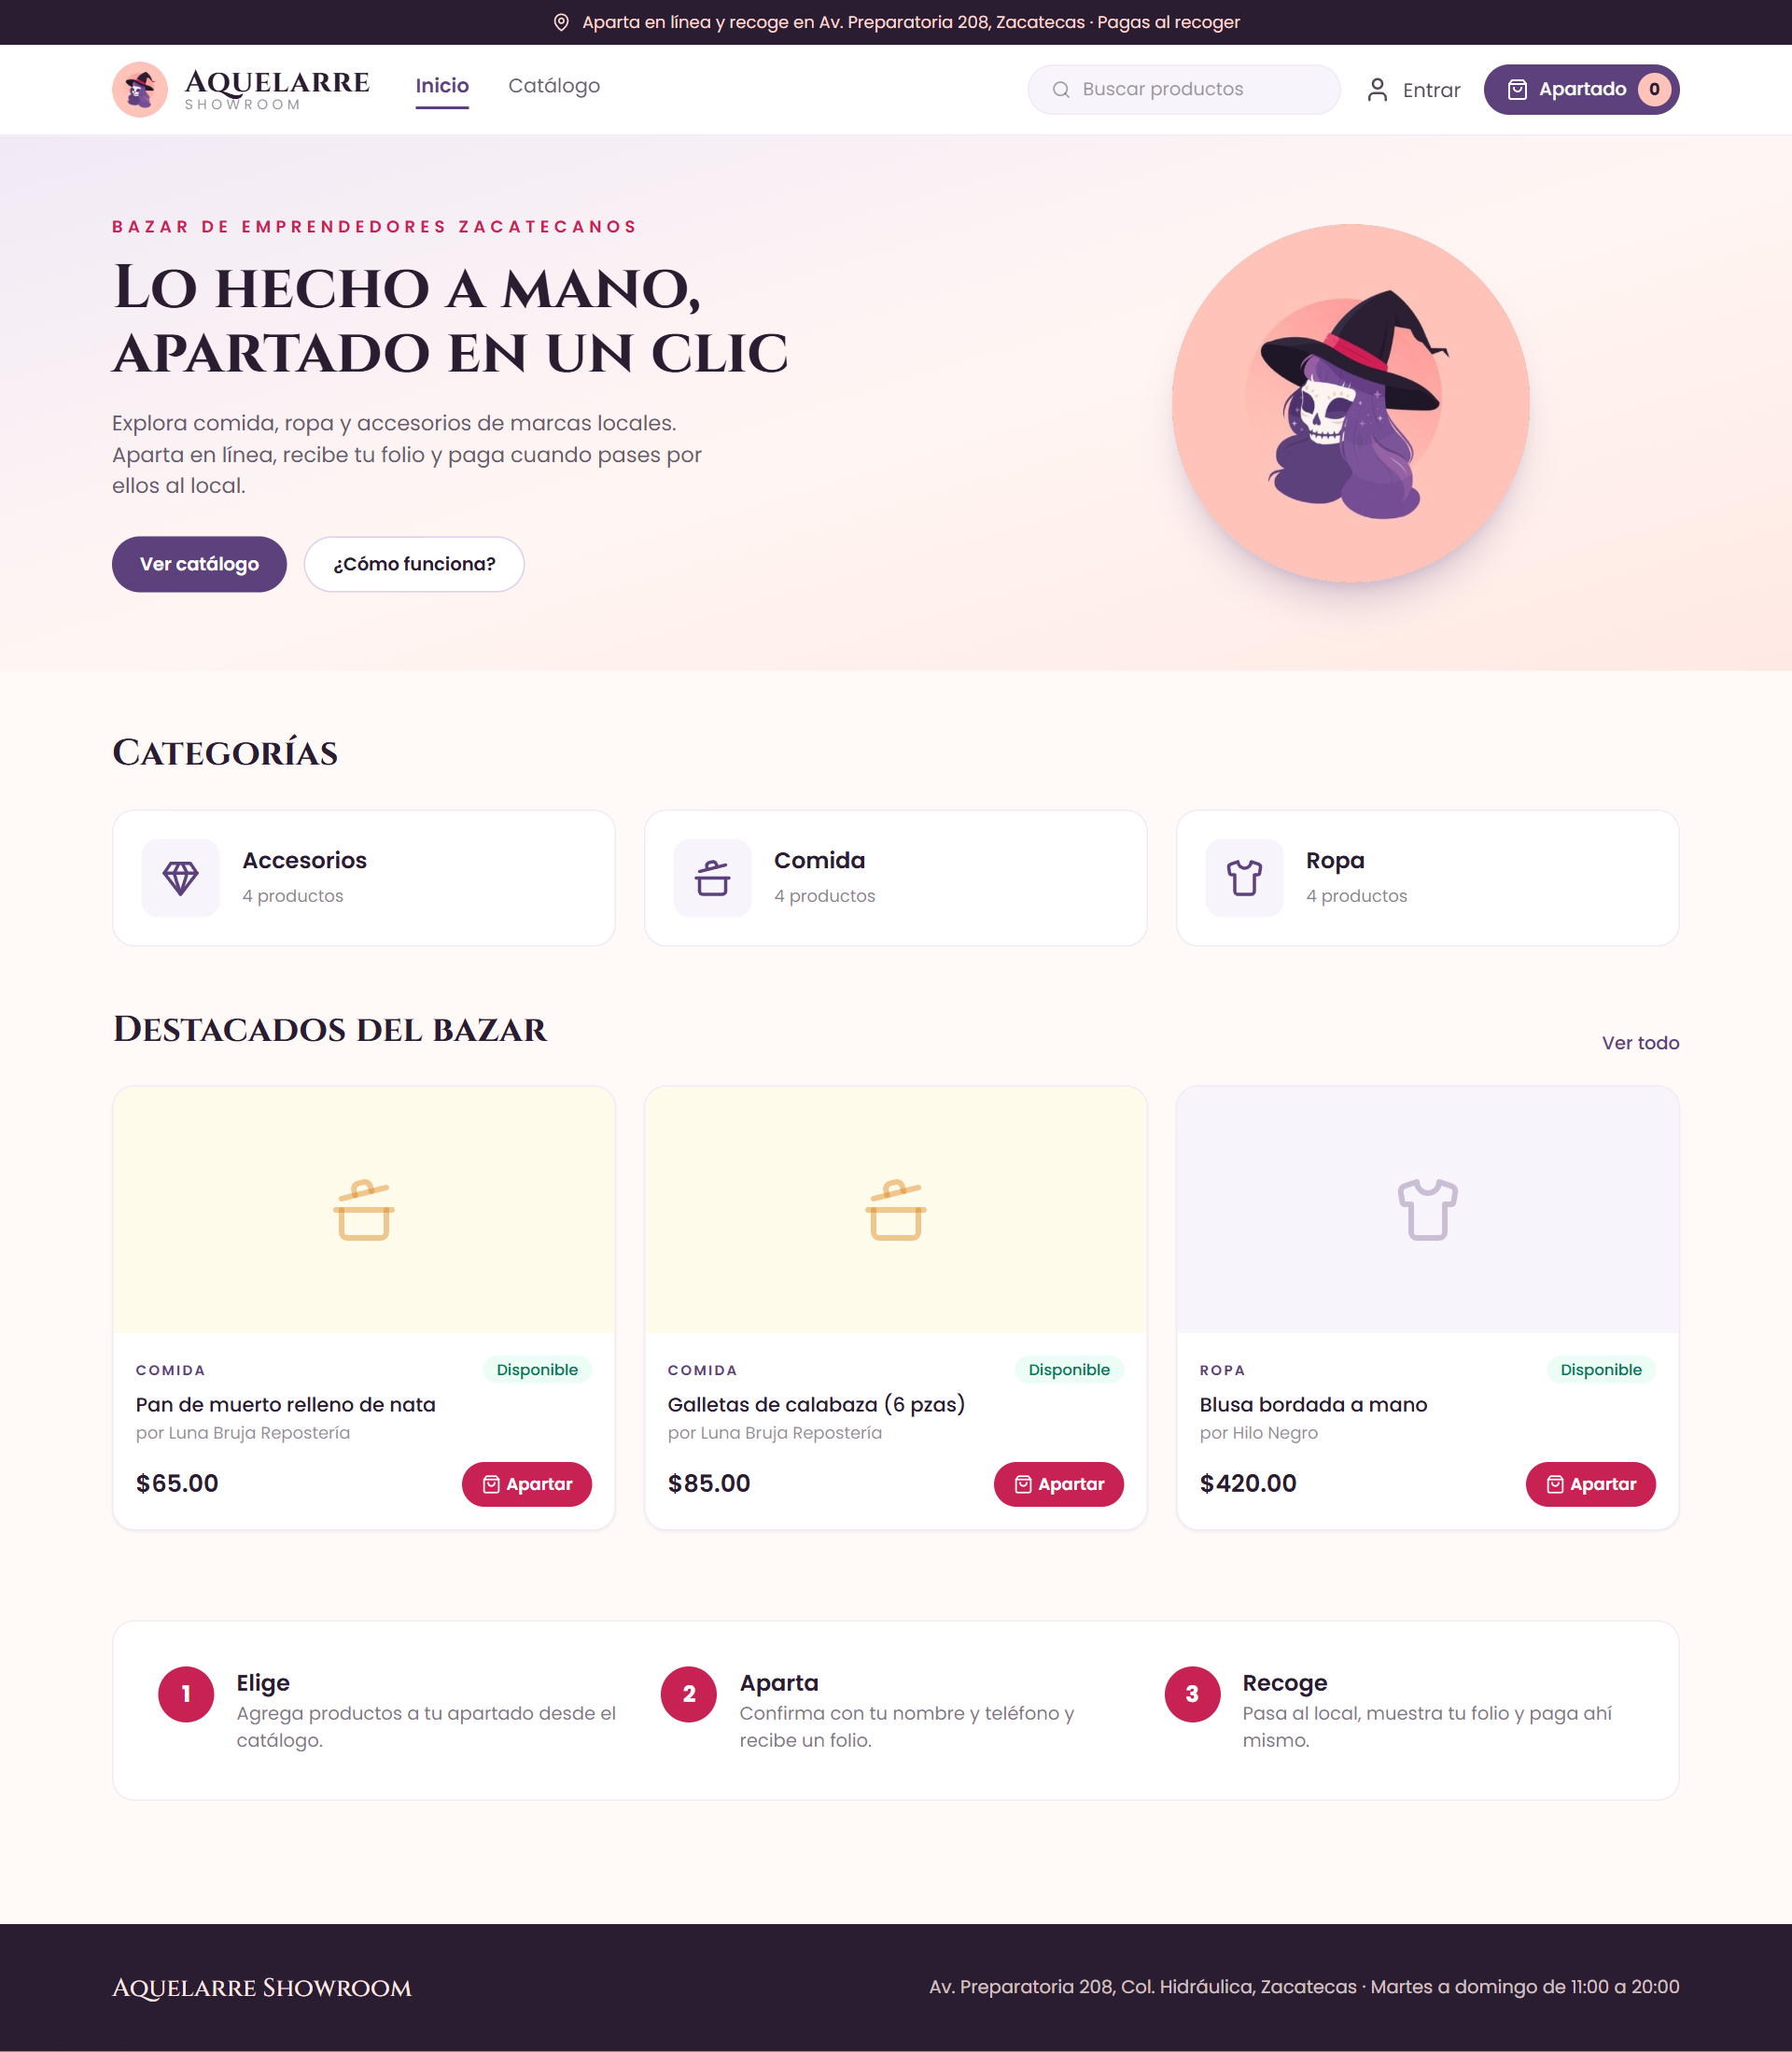 Aparta en línea y recoge en Av. Preparatoria 208, Zacatecas · Pagas al recoger
Aquelarre
SHOWROOM
Inicio
Catálogo
Buscar productos
Entrar
Apartado 0
BAZAR DE EMPRENDEDORES ZACATECANOS
Lo hecho a mano,
apartado en un clic
Explora comida, ropa y accesorios de marcas locales.
Aparta en línea, recibe tu folio y paga cuando pases por
ellos al local.
Ver catálogo
¿Cómo funciona?
Categorías
Accesorios
4 productos
Comida
4 productos
Ropa
4 productos
Destacados del bazar
Ver todo
COMIDA
Disponible
Pan de muerto relleno de nata
por Luna Bruja Repostería
$65.00
Apartar
COMIDA
Disponible
Galletas de calabaza (6 pzas)
por Luna Bruja Repostería
$85.00
Apartar
ROPA
Disponible
Blusa bordada a mano
por Hilo Negro
$420.00
Apartar
1
Elige
Agrega productos a tu apartado desde el
catálogo.
2
Aparta
Confirma con tu nombre y teléfono y
recibe un folio.
3
Recoge
Pasa al local, muestra tu folio y paga ahí
mismo.
Aquelarre Showroom
Av. Preparatoria 208, Col. Hidráulica, Zacatecas · Martes a domingo de 11:00 a 20:00